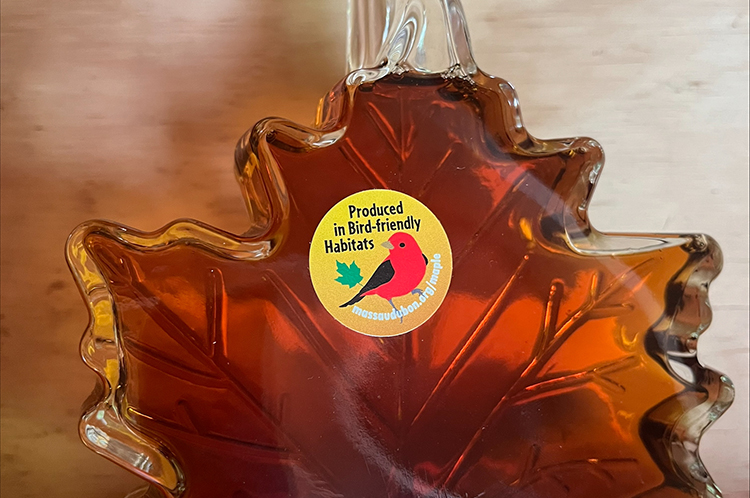 Produced
in Bird-friendly
Habitats
massaudubon.org/maple